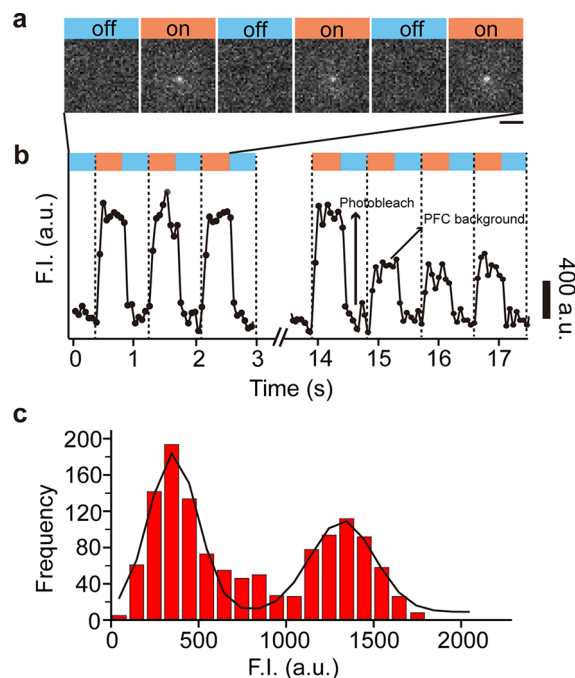 a
off on off on off on
b
Photobleach
PFC background
F.I. (a.u.)
400 a.u.
0 1 2 3 14 15 16 17
Time (s)
c
200
160
120
80
40
0
Frequency
0 500 1000 1500 2000
F.I. (a.u.)